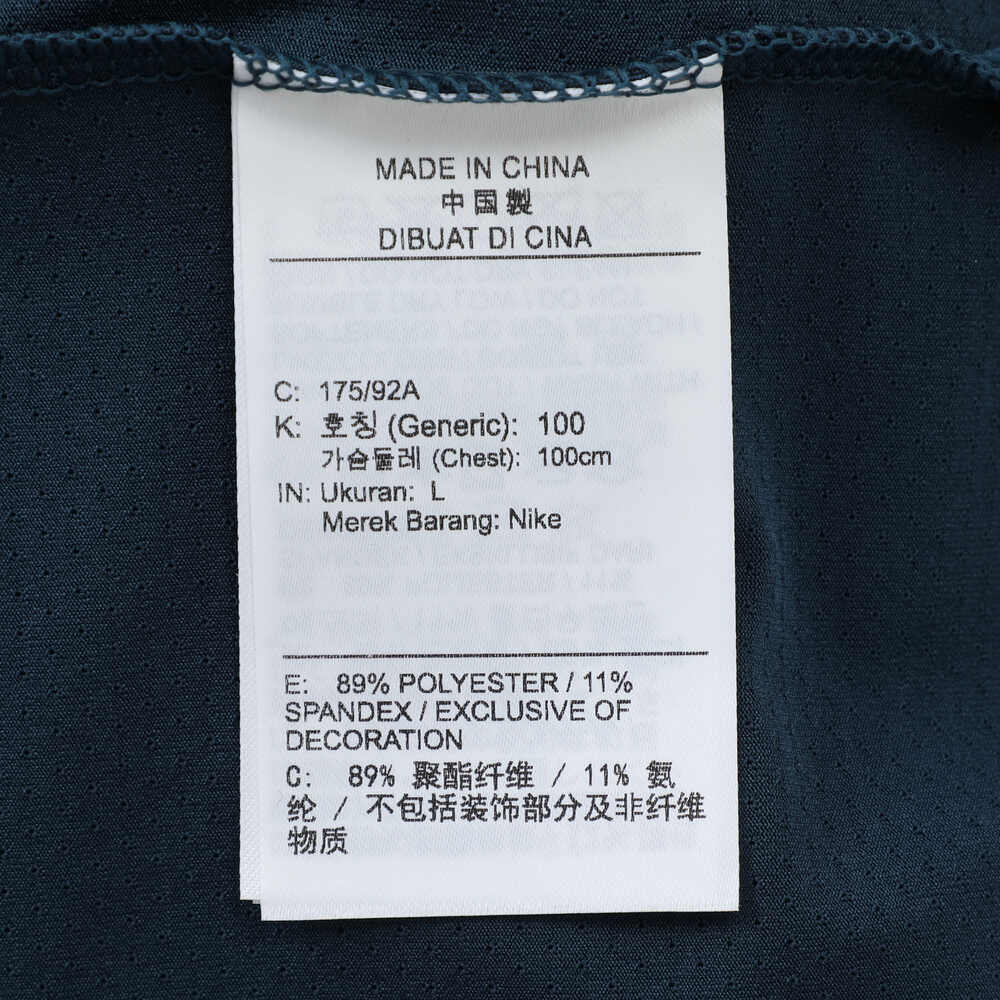 MADE IN CHINA
中国製
DIBUAT DI CINA
C: 175/92A
K: 호칭 (Generic): 100
가슴둘레 (Chest): 100cm
IN: Ukuran: L
Merek Barang: Nike
E: 89% POLYESTER / 11%
SPANDEX / EXCLUSIVE OF
DECORATION
C: 89% 聚酯纤维 / 11% 氨
纶 / 不包括装饰部分及非纤维
物质